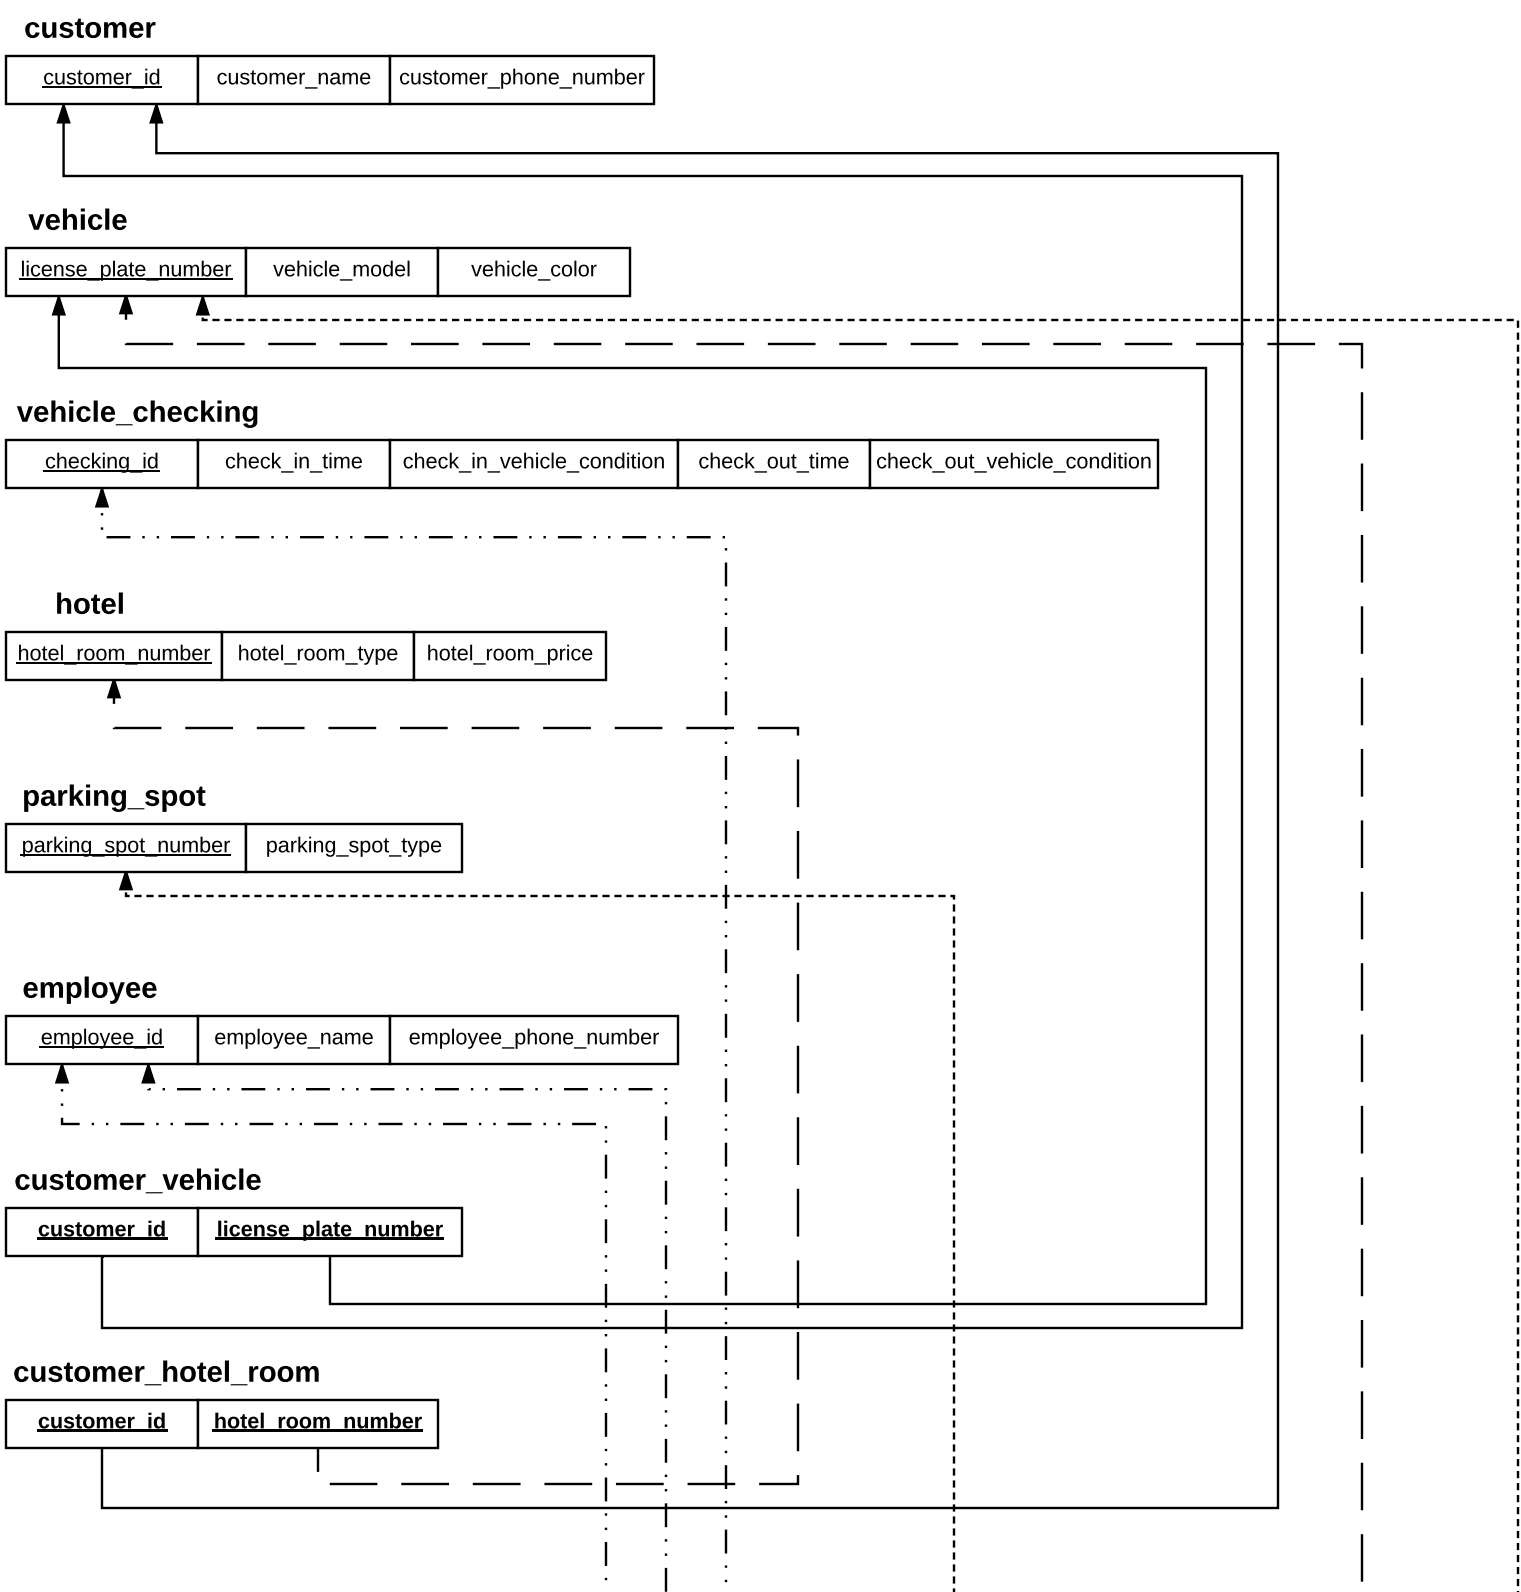 customer
customer_id customer_name customer_phone_number
vehicle
license_plate_number vehicle_model vehicle_color
vehicle_checking
checking_id check_in_time check_in_vehicle_condition check_out_time check_out_vehicle_condition
hotel
hotel_room_number hotel_room_type hotel_room_price
parking_spot
parking_spot_number parking_spot_type
employee
employee_id employee_name employee_phone_number
customer_vehicle
customer_id license_plate_number
customer_hotel_room
customer_id hotel_room_number